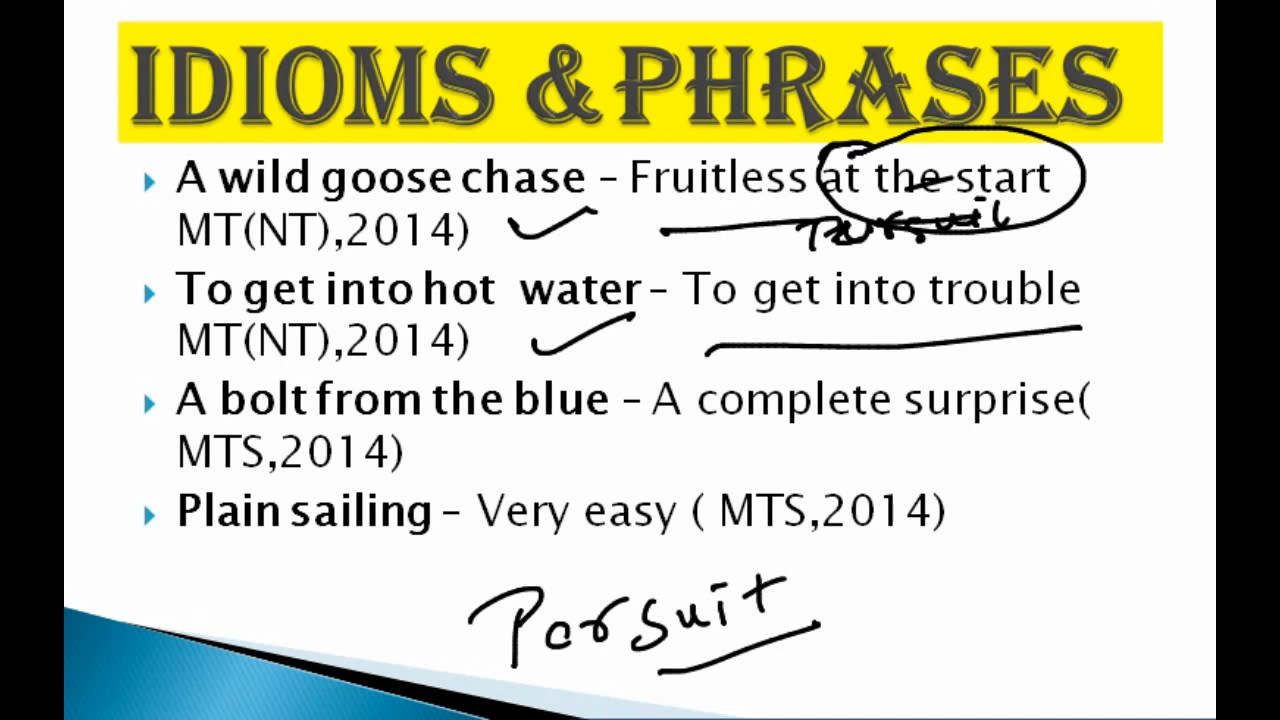 IDIOMS & PHRASES
A wild goose chase – Fruitless at the start
Pursuit
MT(NT),2014)
To get into hot water – To get into trouble
MT(NT),2014)
A bolt from the blue – A complete surprise(
MTS,2014)
Plain sailing – Very easy ( MTS,2014)
Persuit